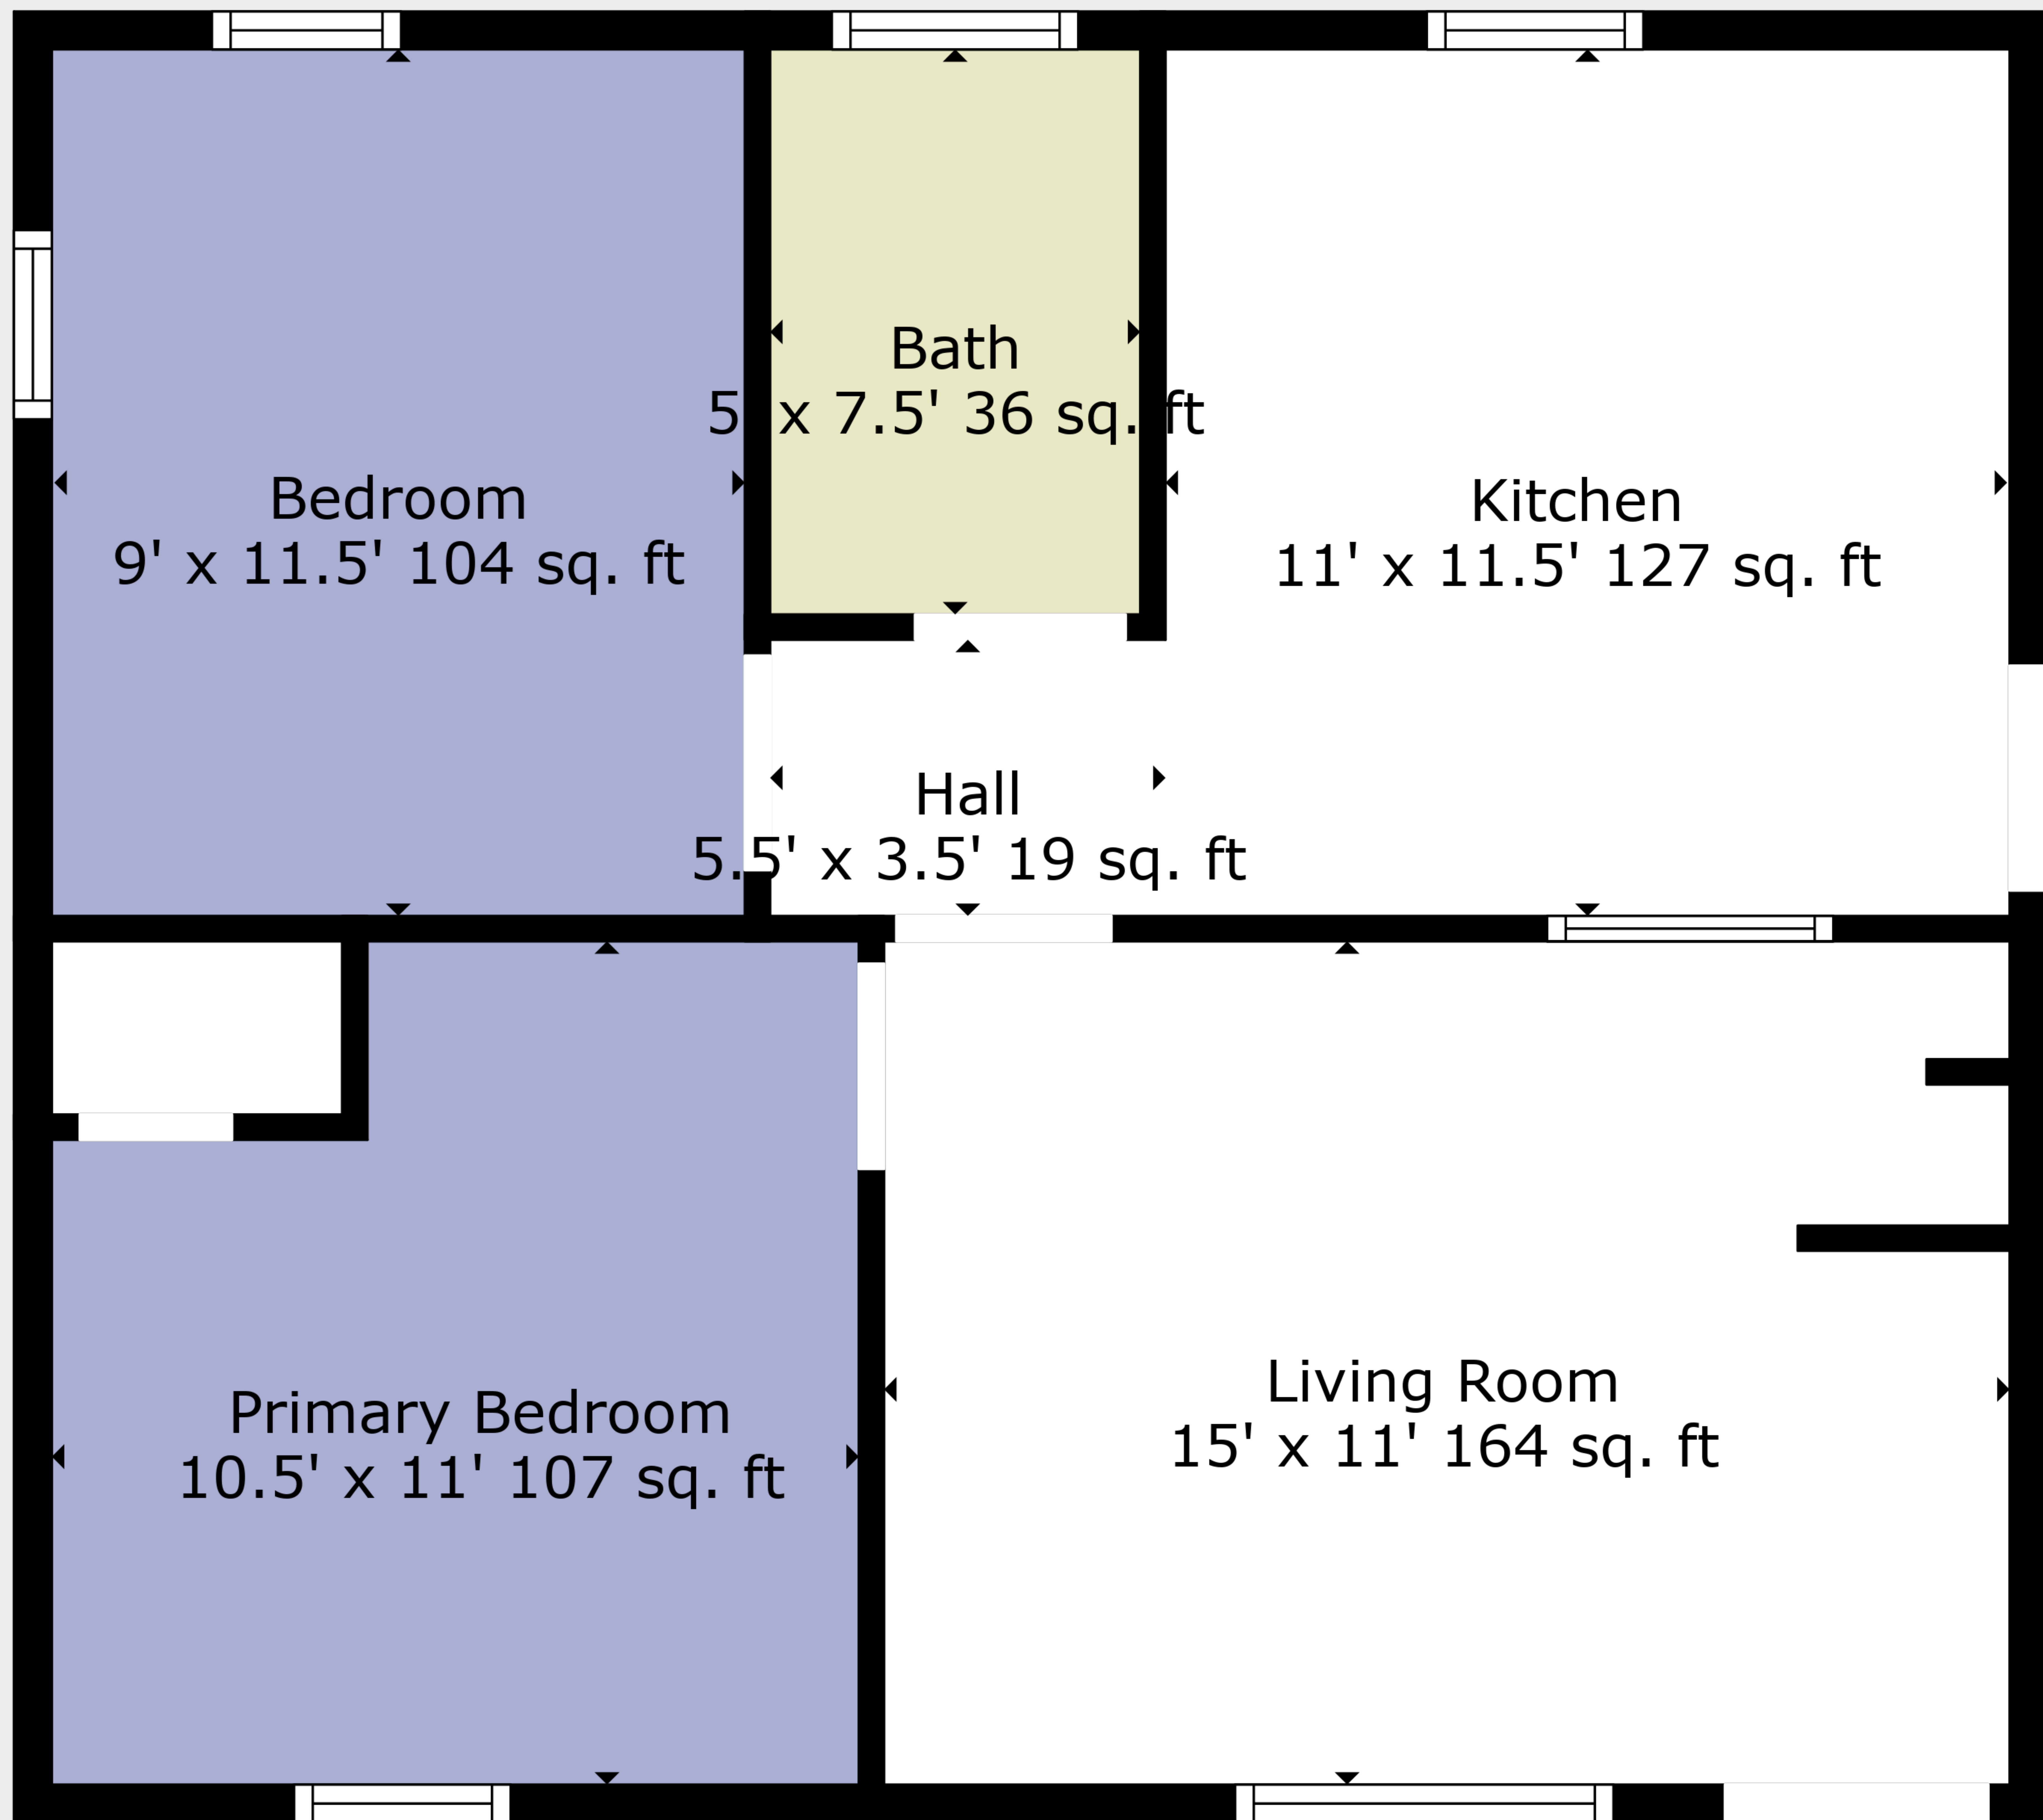 Bath
5' x 7.5' 36 sq. ft
Bedroom
9' x 11.5' 104 sq. ft
Kitchen
11' x 11.5' 127 sq. ft
Hall
5.5' x 3.5' 19 sq. ft
Primary Bedroom
10.5' x 11' 107 sq. ft
Living Room
15' x 11' 164 sq. ft